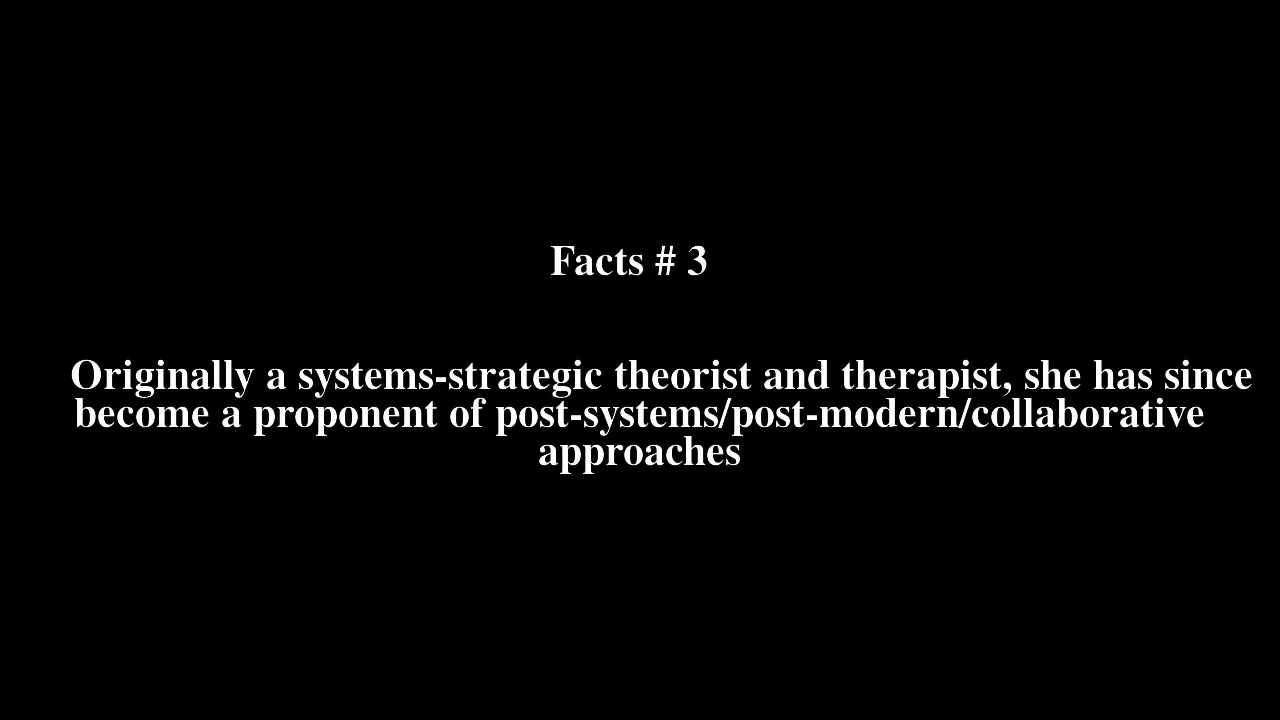 Facts # 3
Originally a systems-strategic theorist and therapist, she has since
become a proponent of post-systems/post-modern/collaborative
approaches